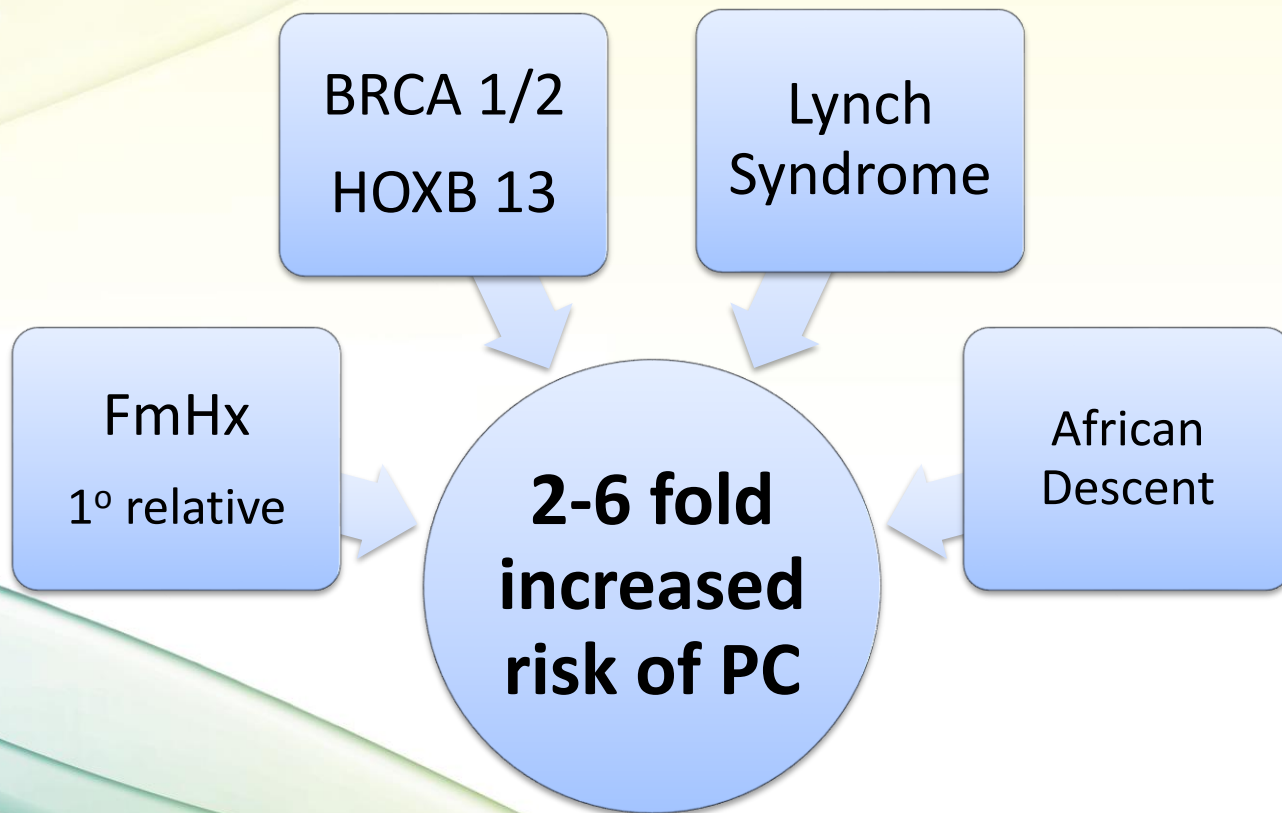 BRCA 1/2
HOXB 13
Lynch
Syndrome
FmHx
1º relative
African
Descent
2-6 fold
increased
risk of PC